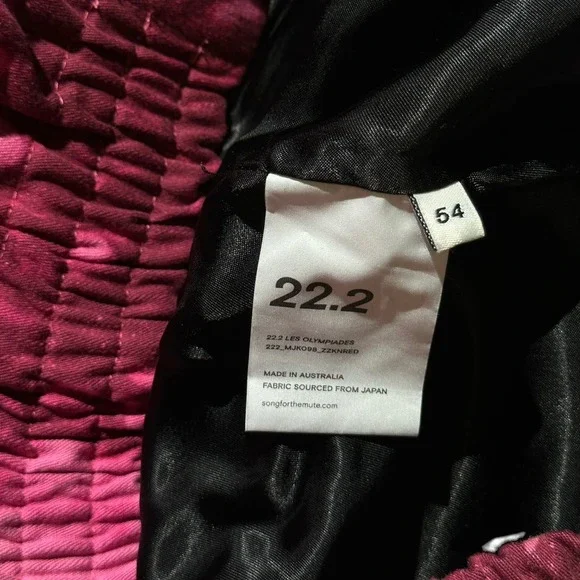 54
22.2
22.2 LES OLYMPIADES
222_MJK098_ZZKNRED
MADE IN AUSTRALIA
FABRIC SOURCED FROM JAPAN
songforthemute.com